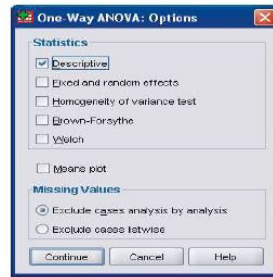 One-Way ANOVA: Options
Statistics
Descriptive
Fixed and random effects
Homogeneity of variance test
Brown-Forsythe
Welch
Means plot
Missing Values
Exclude cases analysis by analysis
Exclude cases listwise
Continue Cancel Help